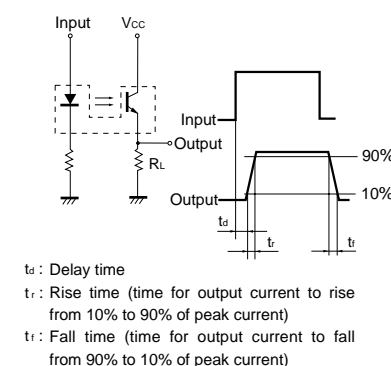 Input Vcc
Input
Output
RL
90%
Output
10%
td
tr tf
td : Delay time
tr : Rise time (time for output current to rise
from 10% to 90% of peak current)
tf : Fall time (time for output current to fall
from 90% to 10% of peak current)